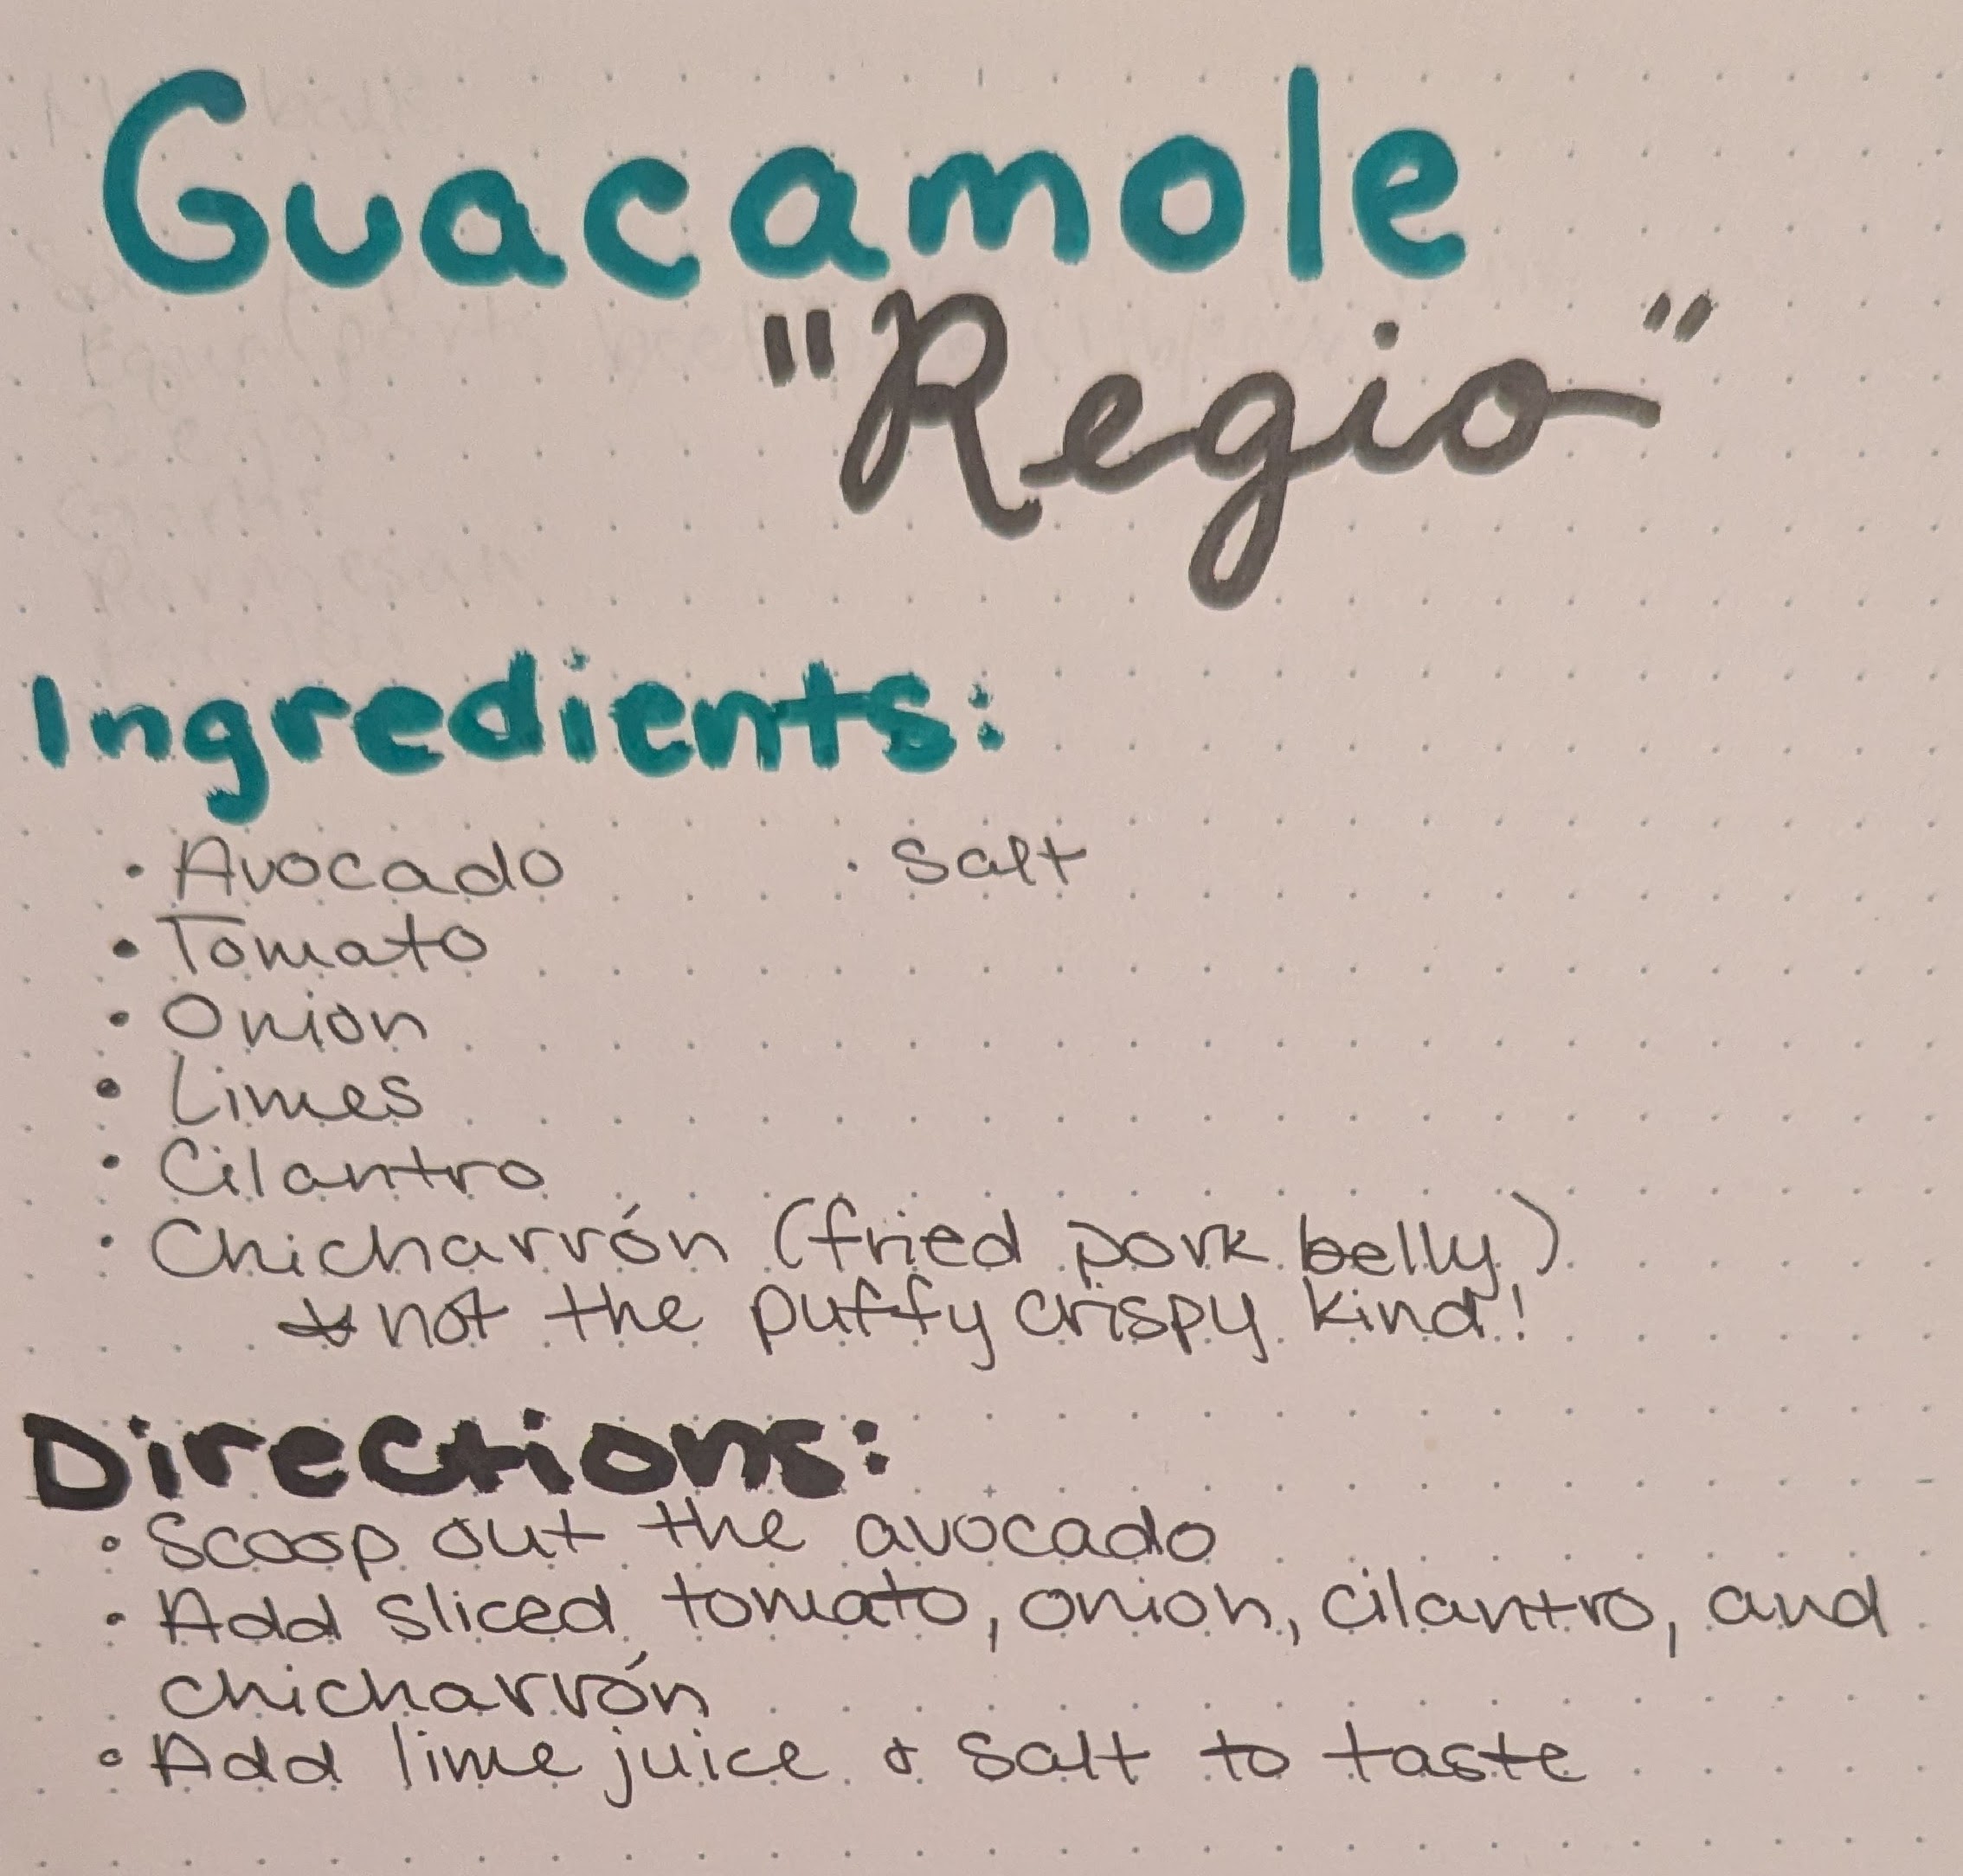 Guacamole
"Regio"
Ingredients:
• Avocado • Salt
• Tomato
• Onion
• Limes
• Cilantro
• Chicharrón (fried pork belly)
* not the puffy crispy kind!
Directions:
• Scoop out the avocado
• Add sliced tomato, onion, cilantro, and
chicharrón
• Add lime juice & salt to taste